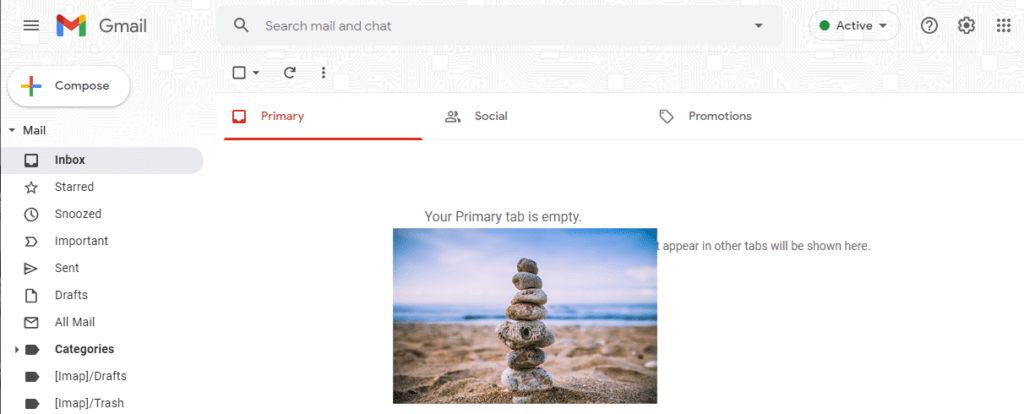 Gmail
Search mail and chat
Active
Compose
Mail
Primary
Social
Promotions
Inbox
Starred
Snoozed
Important
Sent
Drafts
All Mail
Categories
[Imap]/Drafts
[Imap]/Trash
Your Primary tab is empty.
appear in other tabs will be shown here.